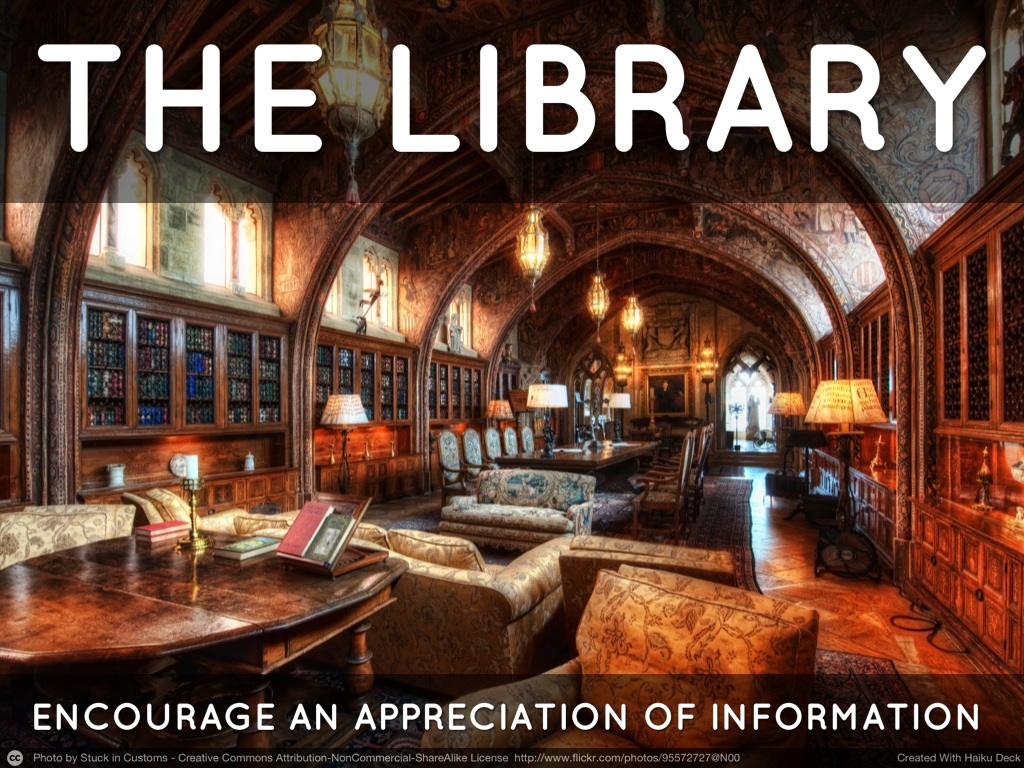 THE LIBRARY
ENCOURAGE AN APPRECIATION OF INFORMATION
cc Photo by Stuck in Customs - Creative Commons Attribution-NonCommercial-ShareAlike License http://www.flickr.com/photos/95572727@N00 Created With Haiku Deck